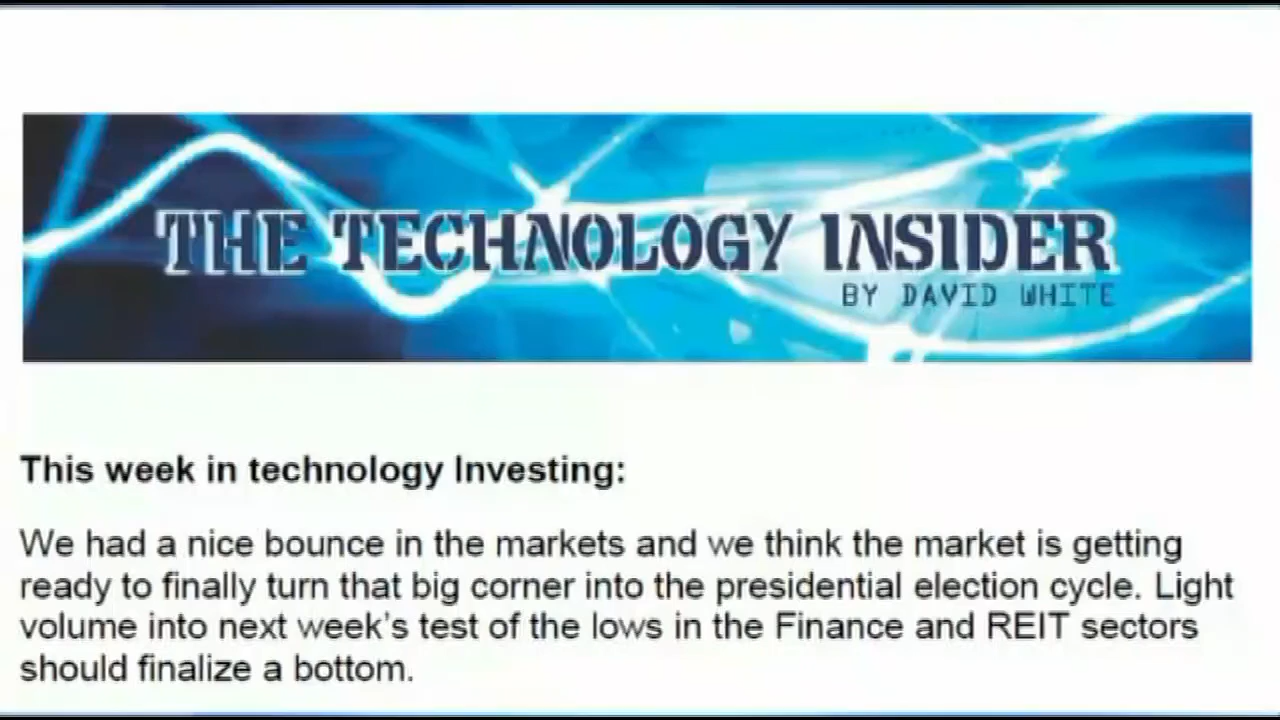 THE TECHNOLOGY INSIDER
BY DAVID WHITE
This week in technology Investing:
We had a nice bounce in the markets and we think the market is getting
ready to finally turn that big corner into the presidential election cycle. Light
volume into next week's test of the lows in the Finance and REIT sectors
should finalize a bottom.